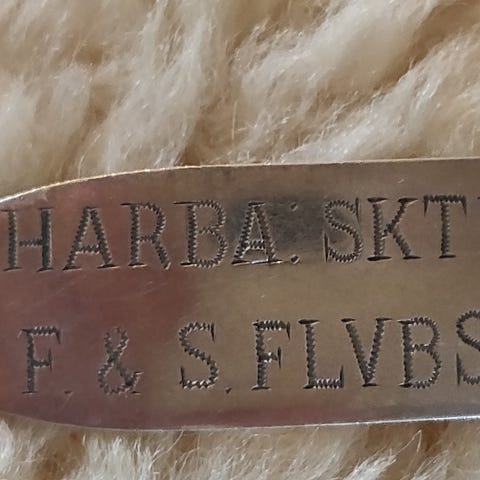 HARBA: SKT
F. & S. FLVBS